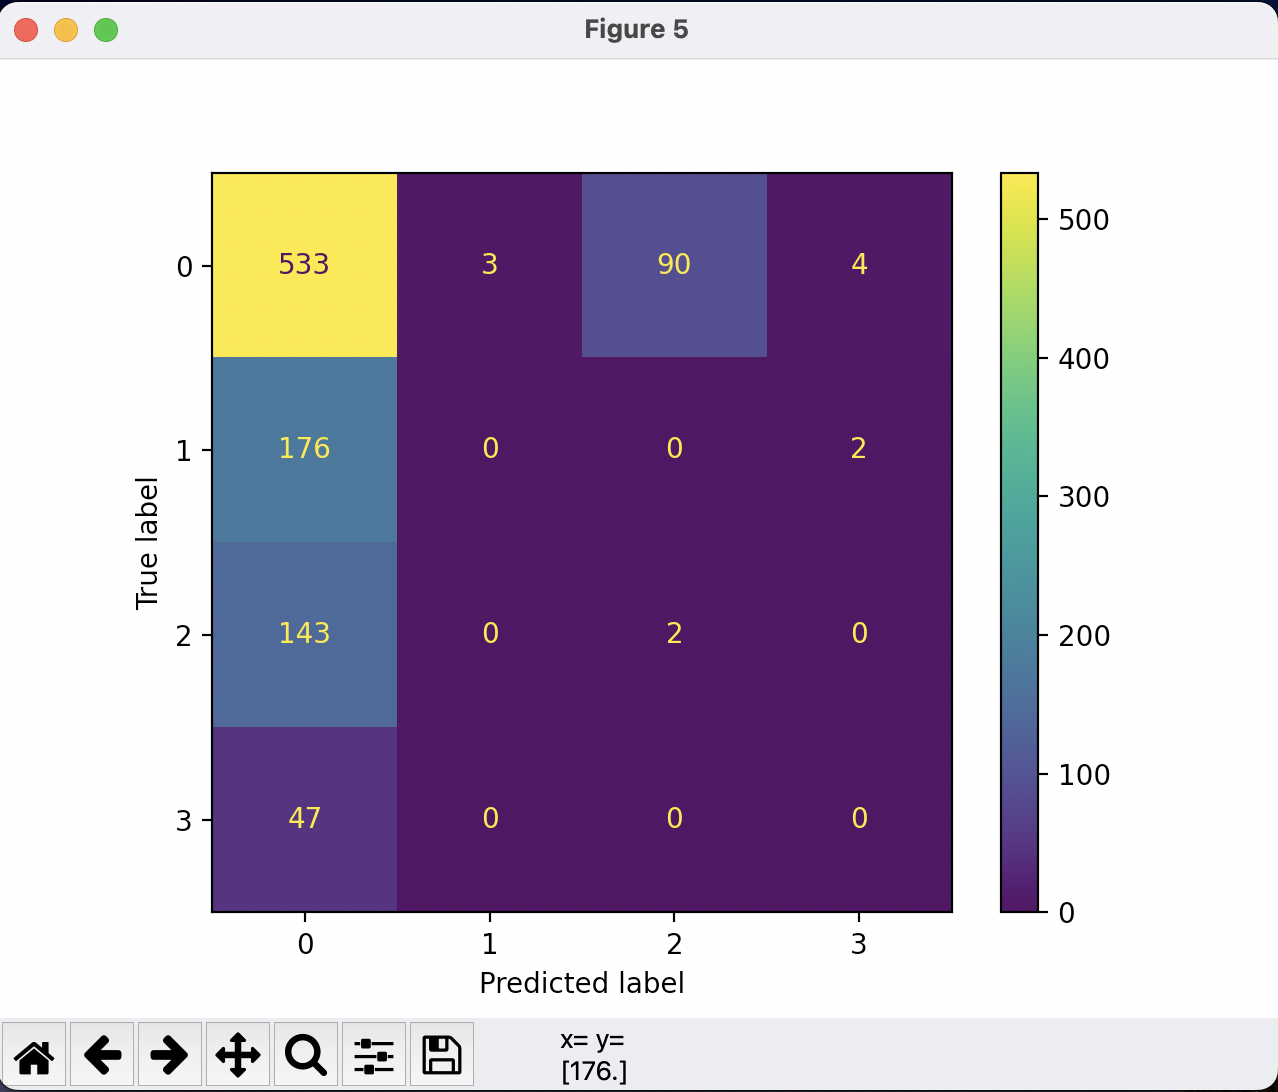 Figure 5
533 3 90 4
176 0 0 2
143 0 2 0
47 0 0 0
0
1
2
3
True label
0 1 2 3
Predicted label
500
400
300
200
100
0
x= y=
[176.]